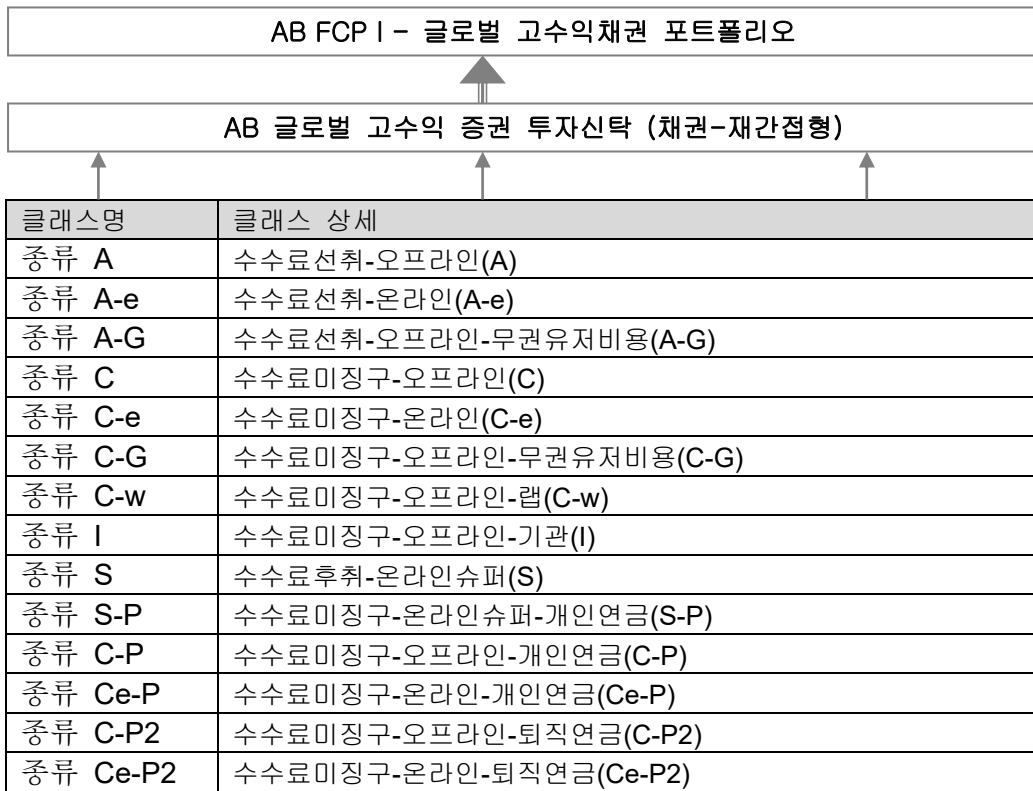 AB FCP I - 글로벌 고수익채권 포트폴리오
AB 글로벌 고수익 증권 투자신탁 (채권-재간접형)
클래스명 클래스 상세
종류 A 수수료선취-오프라인(A)
종류 A-e 수수료선취-온라인(A-e)
종류 A-G 수수료선취-오프라인-무권유저비용(A-G)
종류 C 수수료미징구-오프라인(C)
종류 C-e 수수료미징구-온라인(C-e)
종류 C-G 수수료미징구-오프라인-무권유저비용(C-G)
종류 C-w 수수료미징구-오프라인-랩(C-w)
종류 I 수수료미징구-오프라인-기관(I)
종류 S 수수료후취-온라인슈퍼(S)
종류 S-P 수수료미징구-온라인슈퍼-개인연금(S-P)
종류 C-P 수수료미징구-오프라인-개인연금(C-P)
종류 Ce-P 수수료미징구-온라인-개인연금(Ce-P)
종류 C-P2 수수료미징구-오프라인-퇴직연금(C-P2)
종류 Ce-P2 수수료미징구-온라인-퇴직연금(Ce-P2)